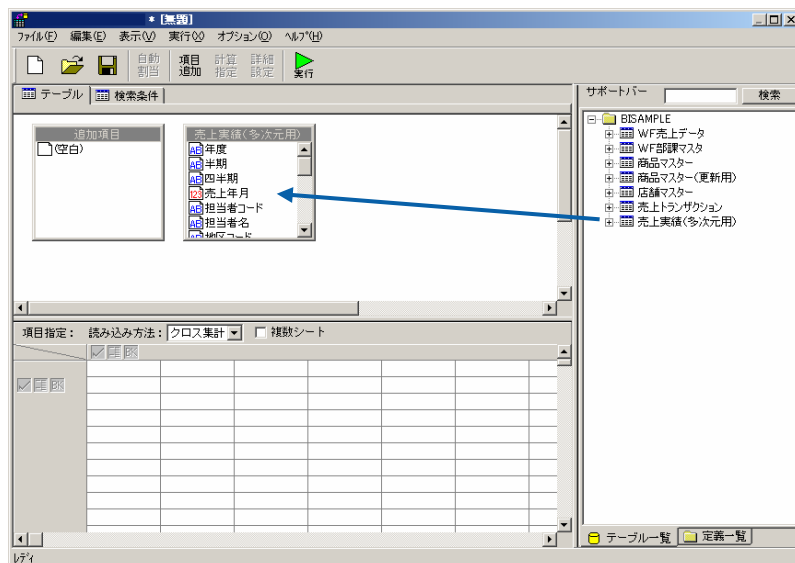 * [無題]
ファイル(F) 編集(E) 表示(V) 実行(X) オプション(O) ヘルプ(H)
自動割当 項目追加 計算指定 詳細設定 実行
テーブル 検索条件
追加項目
(空白)
売上実績(多次元用)
年度
半期
四半期
売上年月
担当者コード
担当者名
地区コード
項目指定: 読み込み方法: クロス集計 複数シート
サポートバー 検索
BISAMPLE
WF売上データ
WF部課マスタ
商品マスター
商品マスター(更新用)
店舗マスター
売上トランザクション
売上実績(多次元用)
テーブル一覧 定義一覧
レディ